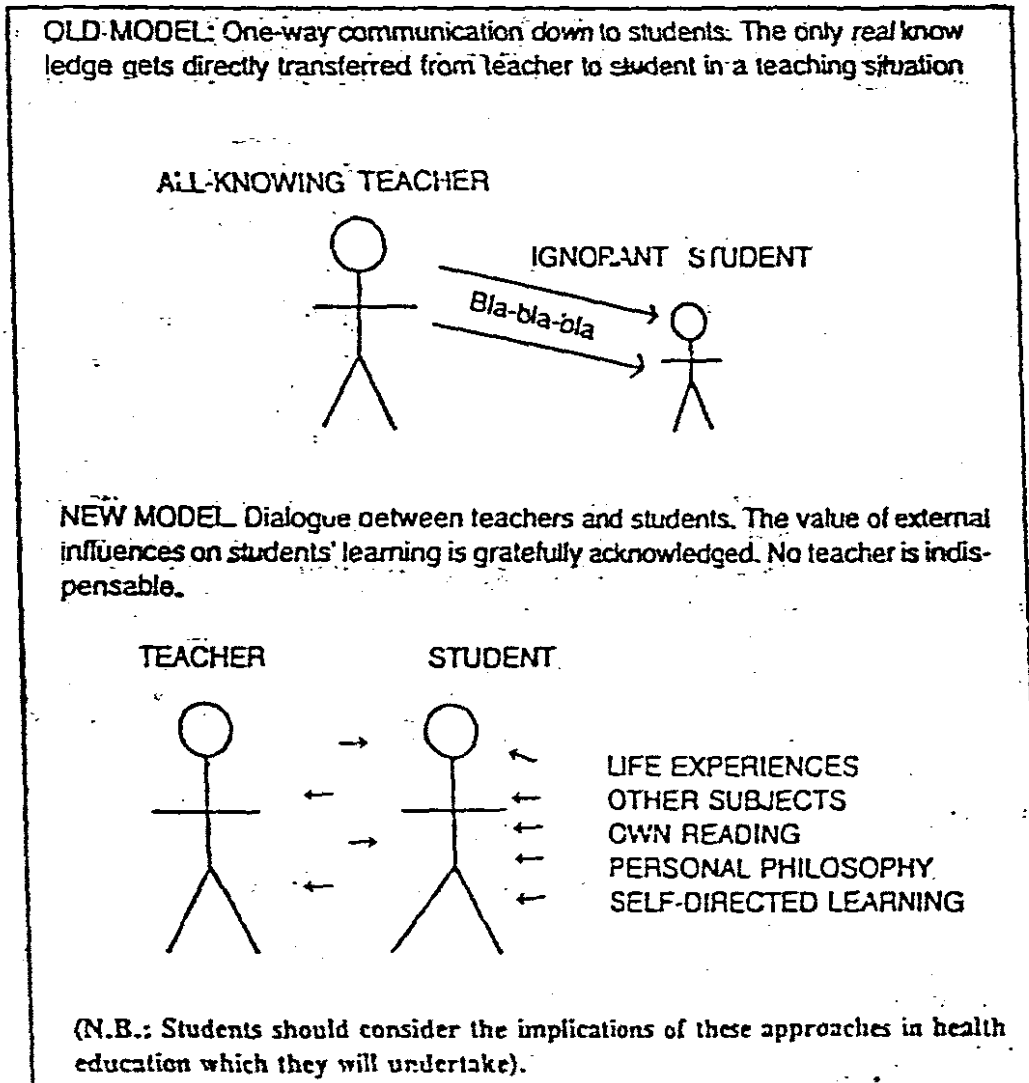 OLD MODEL: One-way communication down to students. The only real know
ledge gets directly transferred from teacher to student in a teaching situation
ALL-KNOWING TEACHER
IGNORANT STUDENT
Bla-bla-bla
NEW MODEL. Dialogue between teachers and students. The value of external
influences on students' learning is gratefully acknowledged. No teacher is indis-
pensable.
TEACHER STUDENT
LIFE EXPERIENCES
OTHER SUBJECTS
OWN READING
PERSONAL PHILOSOPHY
SELF-DIRECTED LEARNING
(N.B.: Students should consider the implications of these approaches in health
education which they will undertake).